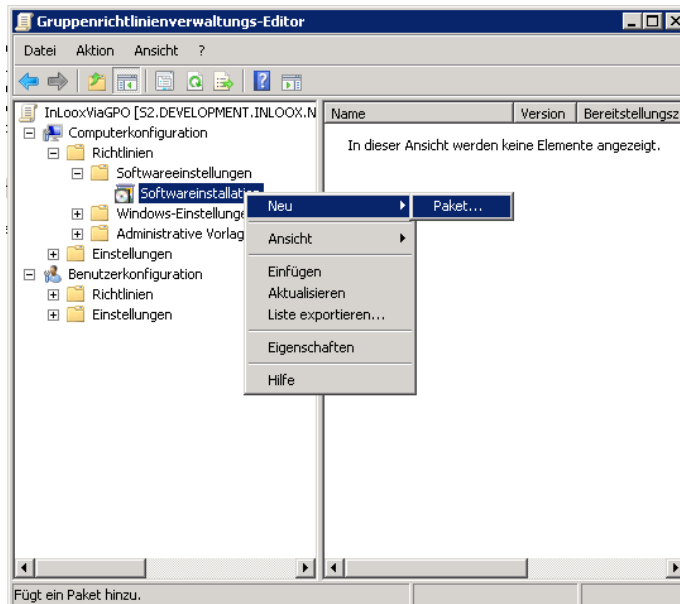 Gruppenrichtlinienverwaltungs-Editor
Datei Aktion Ansicht ?
InLooxViaGPO [S2.DEVELOPMENT.INLOOX.N
Computerkonfiguration
Richtlinien
Softwareeinstellungen
Softwareinstallation
Windows-Einstellunge
Administrative Vorlag
Einstellungen
Benutzerkonfiguration
Richtlinien
Einstellungen
Name Version Bereitstellungsz
In dieser Ansicht werden keine Elemente angezeigt.
Neu
Paket...
Ansicht
Einfügen
Aktualisieren
Liste exportieren...
Eigenschaften
Hilfe
Fügt ein Paket hinzu.